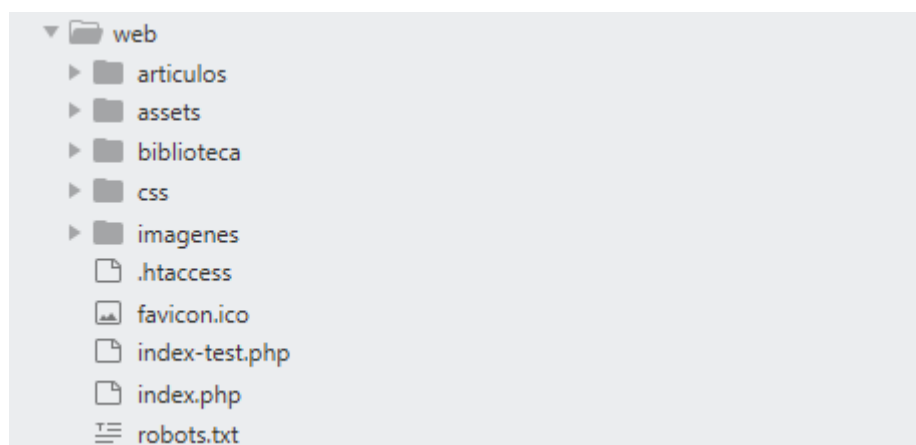 web
articulos
assets
biblioteca
css
imagenes
.htaccess
favicon.ico
index-test.php
index.php
robots.txt